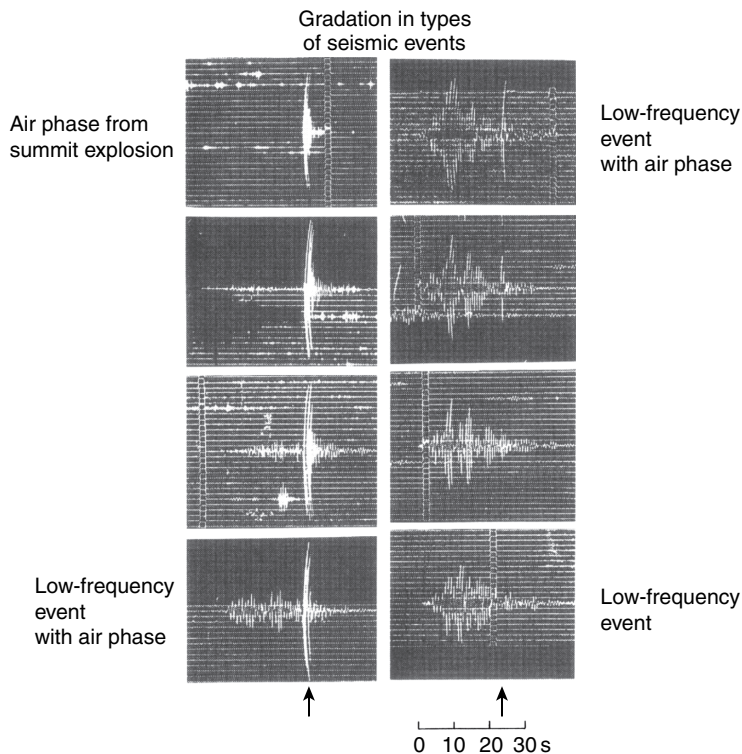 Gradation in types
of seismic events
Air phase from
summit explosion
Low-frequency
event
with air phase
Low-frequency
event
with air phase
Low-frequency
event
0 10 20 30 s